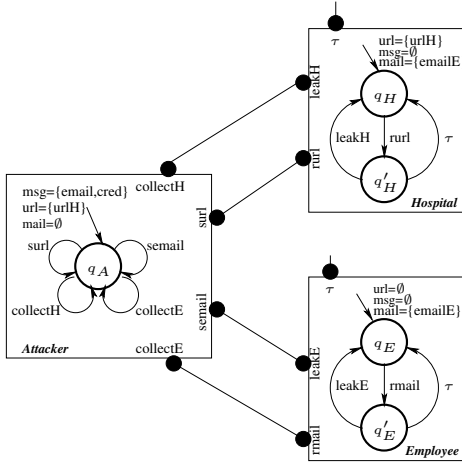 τ
url={urlH}
msg=∅
mail={emailE
leakH
q_H
leakH
rurl
τ
rurl
q'_H
Hospital
collectH
msg={email,cred}
url={urlH}
mail=∅
surl
surl
semail
q_A
collectH
collectE
semail
Attacker
collectE
τ
url=∅
msg=∅
mail={emailE}
leakE
q_E
leakE
rmail
τ
rmail
q'_E
Employee